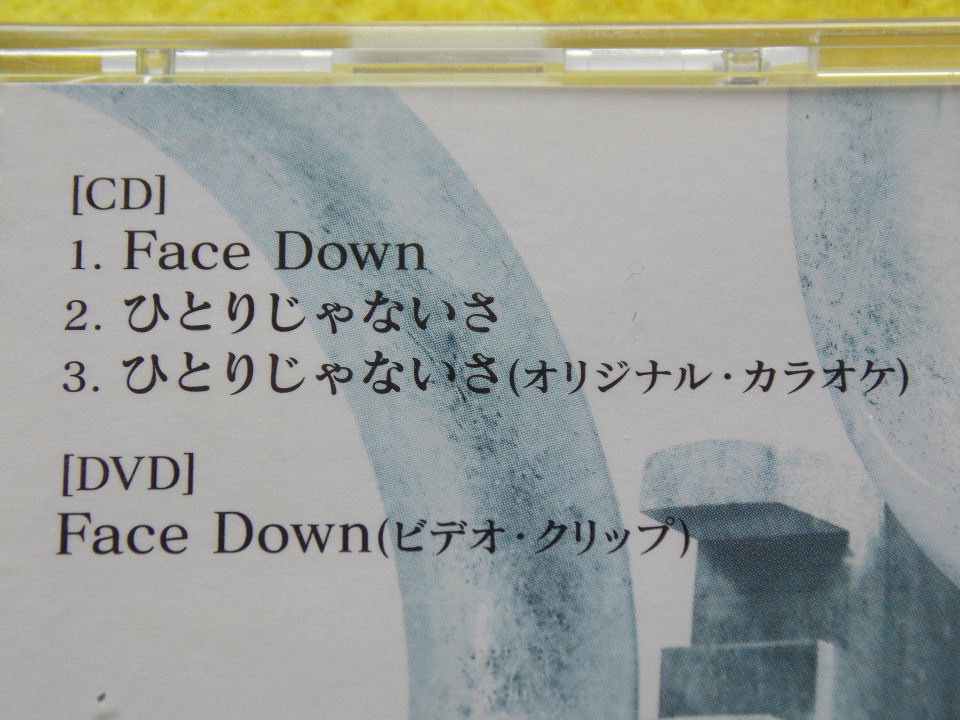 [CD]
1. Face Down
2. ひとりじゃないさ
3. ひとりじゃないさ(オリジナル・カラオケ)
[DVD]
Face Down(ビデオ・クリップ)